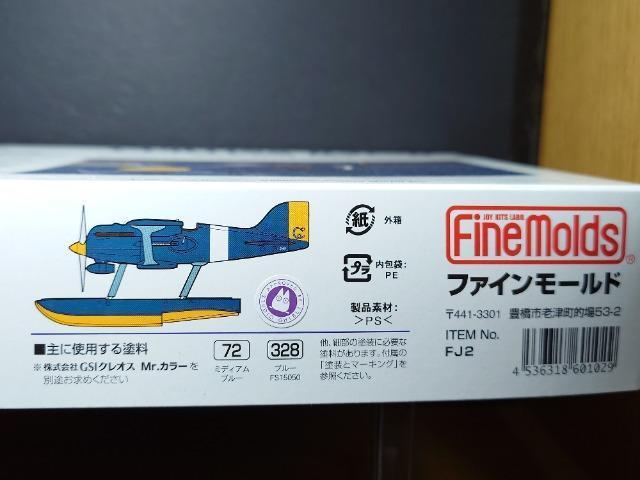 紙
外箱
プラ
内包袋:
PE
製品素材:
>PS<
■主に使用する塗料
※ 株式会社 GSIクレオス Mr.カラー を
別途お求めください
72
ミディアム
ブルー
328
ブルー
FS15050
他、細部の塗装に必要な
塗料があります。付属の
「塗装とマーキング」を
参照ください。
JOY KITS LABO.
FineMolds®
ファインモールド
〒441-3301 豊橋市老津町的場53-2
ITEM No.
FJ2
4 536318 601029